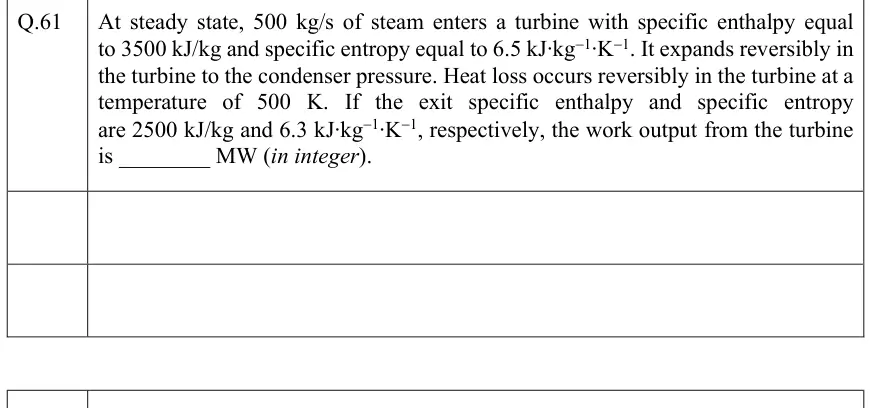 Q.61 At steady state, 500 kg/s of steam enters a turbine with specific enthalpy equal
to 3500 kJ/kg and specific entropy equal to 6.5 kJ·kg⁻¹·K⁻¹. It expands reversibly in
the turbine to the condenser pressure. Heat loss occurs reversibly in the turbine at a
temperature of 500 K. If the exit specific enthalpy and specific entropy
are 2500 kJ/kg and 6.3 kJ·kg⁻¹·K⁻¹, respectively, the work output from the turbine
is ________ MW (in integer).